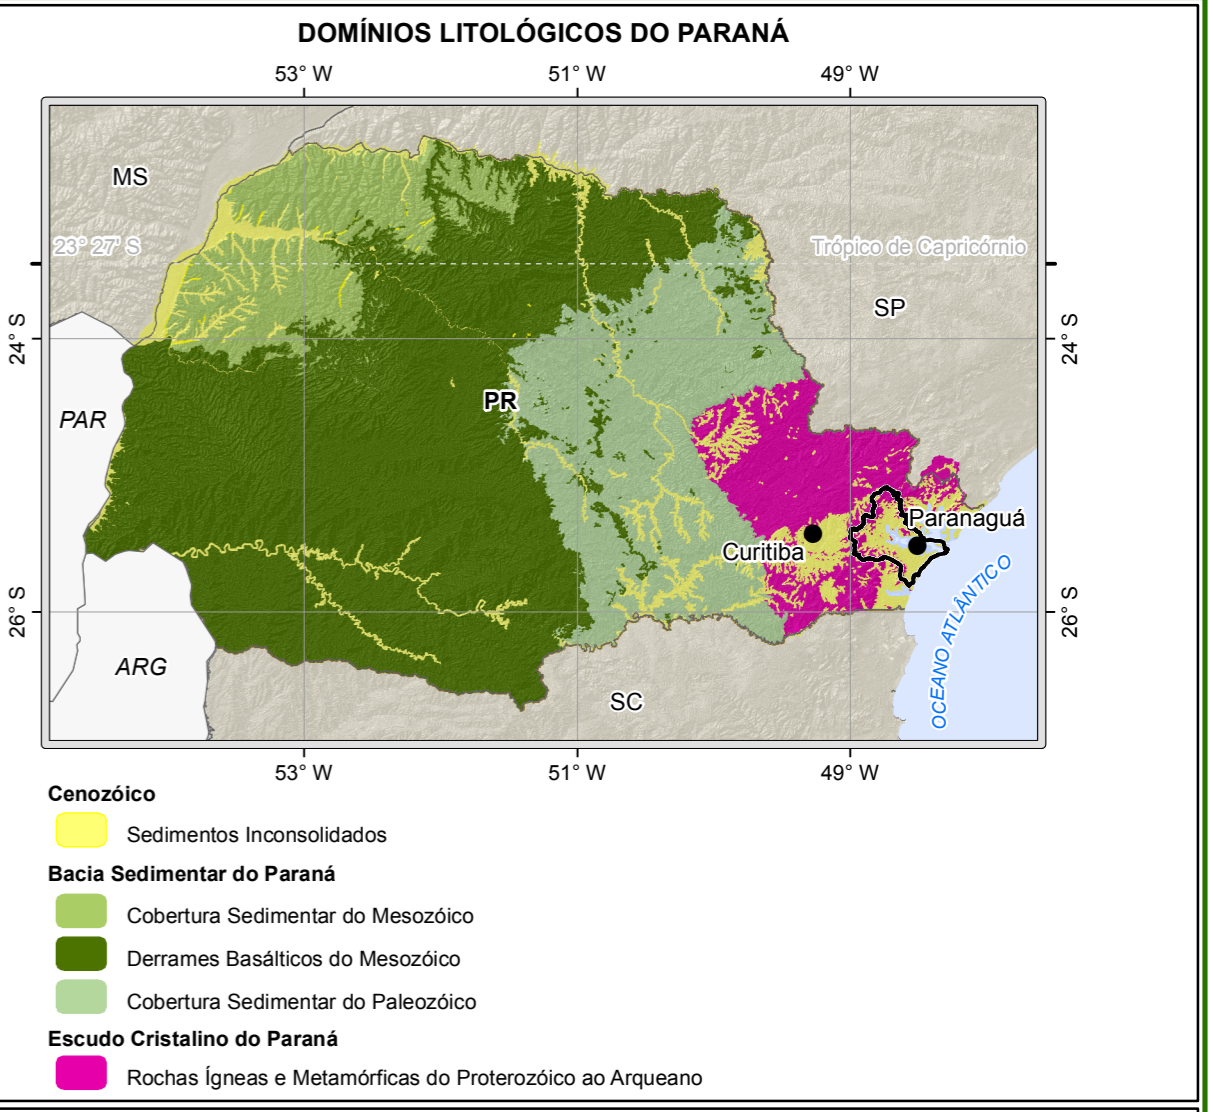 DOMÍNIOS LITOLÓGICOS DO PARANÁ
53° W 51° W 49° W
MS
23° 27' S
Trópico de Capricórnio
SP
24° S
24° S
PAR
PR
Paranaguá
Curitiba
26° S
26° S
ARG
SC
OCEANO ATLÂNTICO
53° W 51° W 49° W
Cenozóico
Sedimentos Inconsolidados
Bacia Sedimentar do Paraná
Cobertura Sedimentar do Mesozóico
Derrames Basálticos do Mesozóico
Cobertura Sedimentar do Paleozóico
Escudo Cristalino do Paraná
Rochas Ígneas e Metamórficas do Proterozóico ao Arqueano